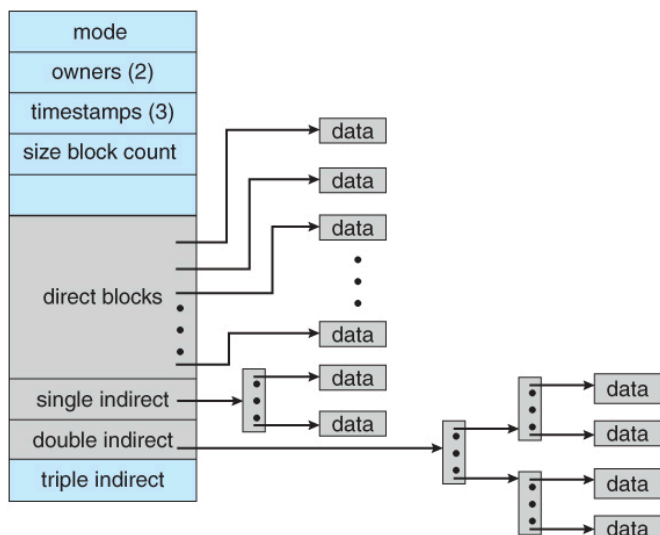 mode
owners (2)
timestamps (3)
size block count
data
data
data
direct blocks
data
single indirect
data
data
double indirect
triple indirect
data
data
data
data